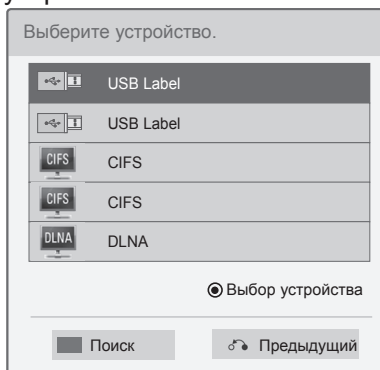 Выберите устройство.
USB Label
USB Label
CIFS CIFS
CIFS CIFS
DLNA DLNA
Выбор устройства
Поиск Предыдущий